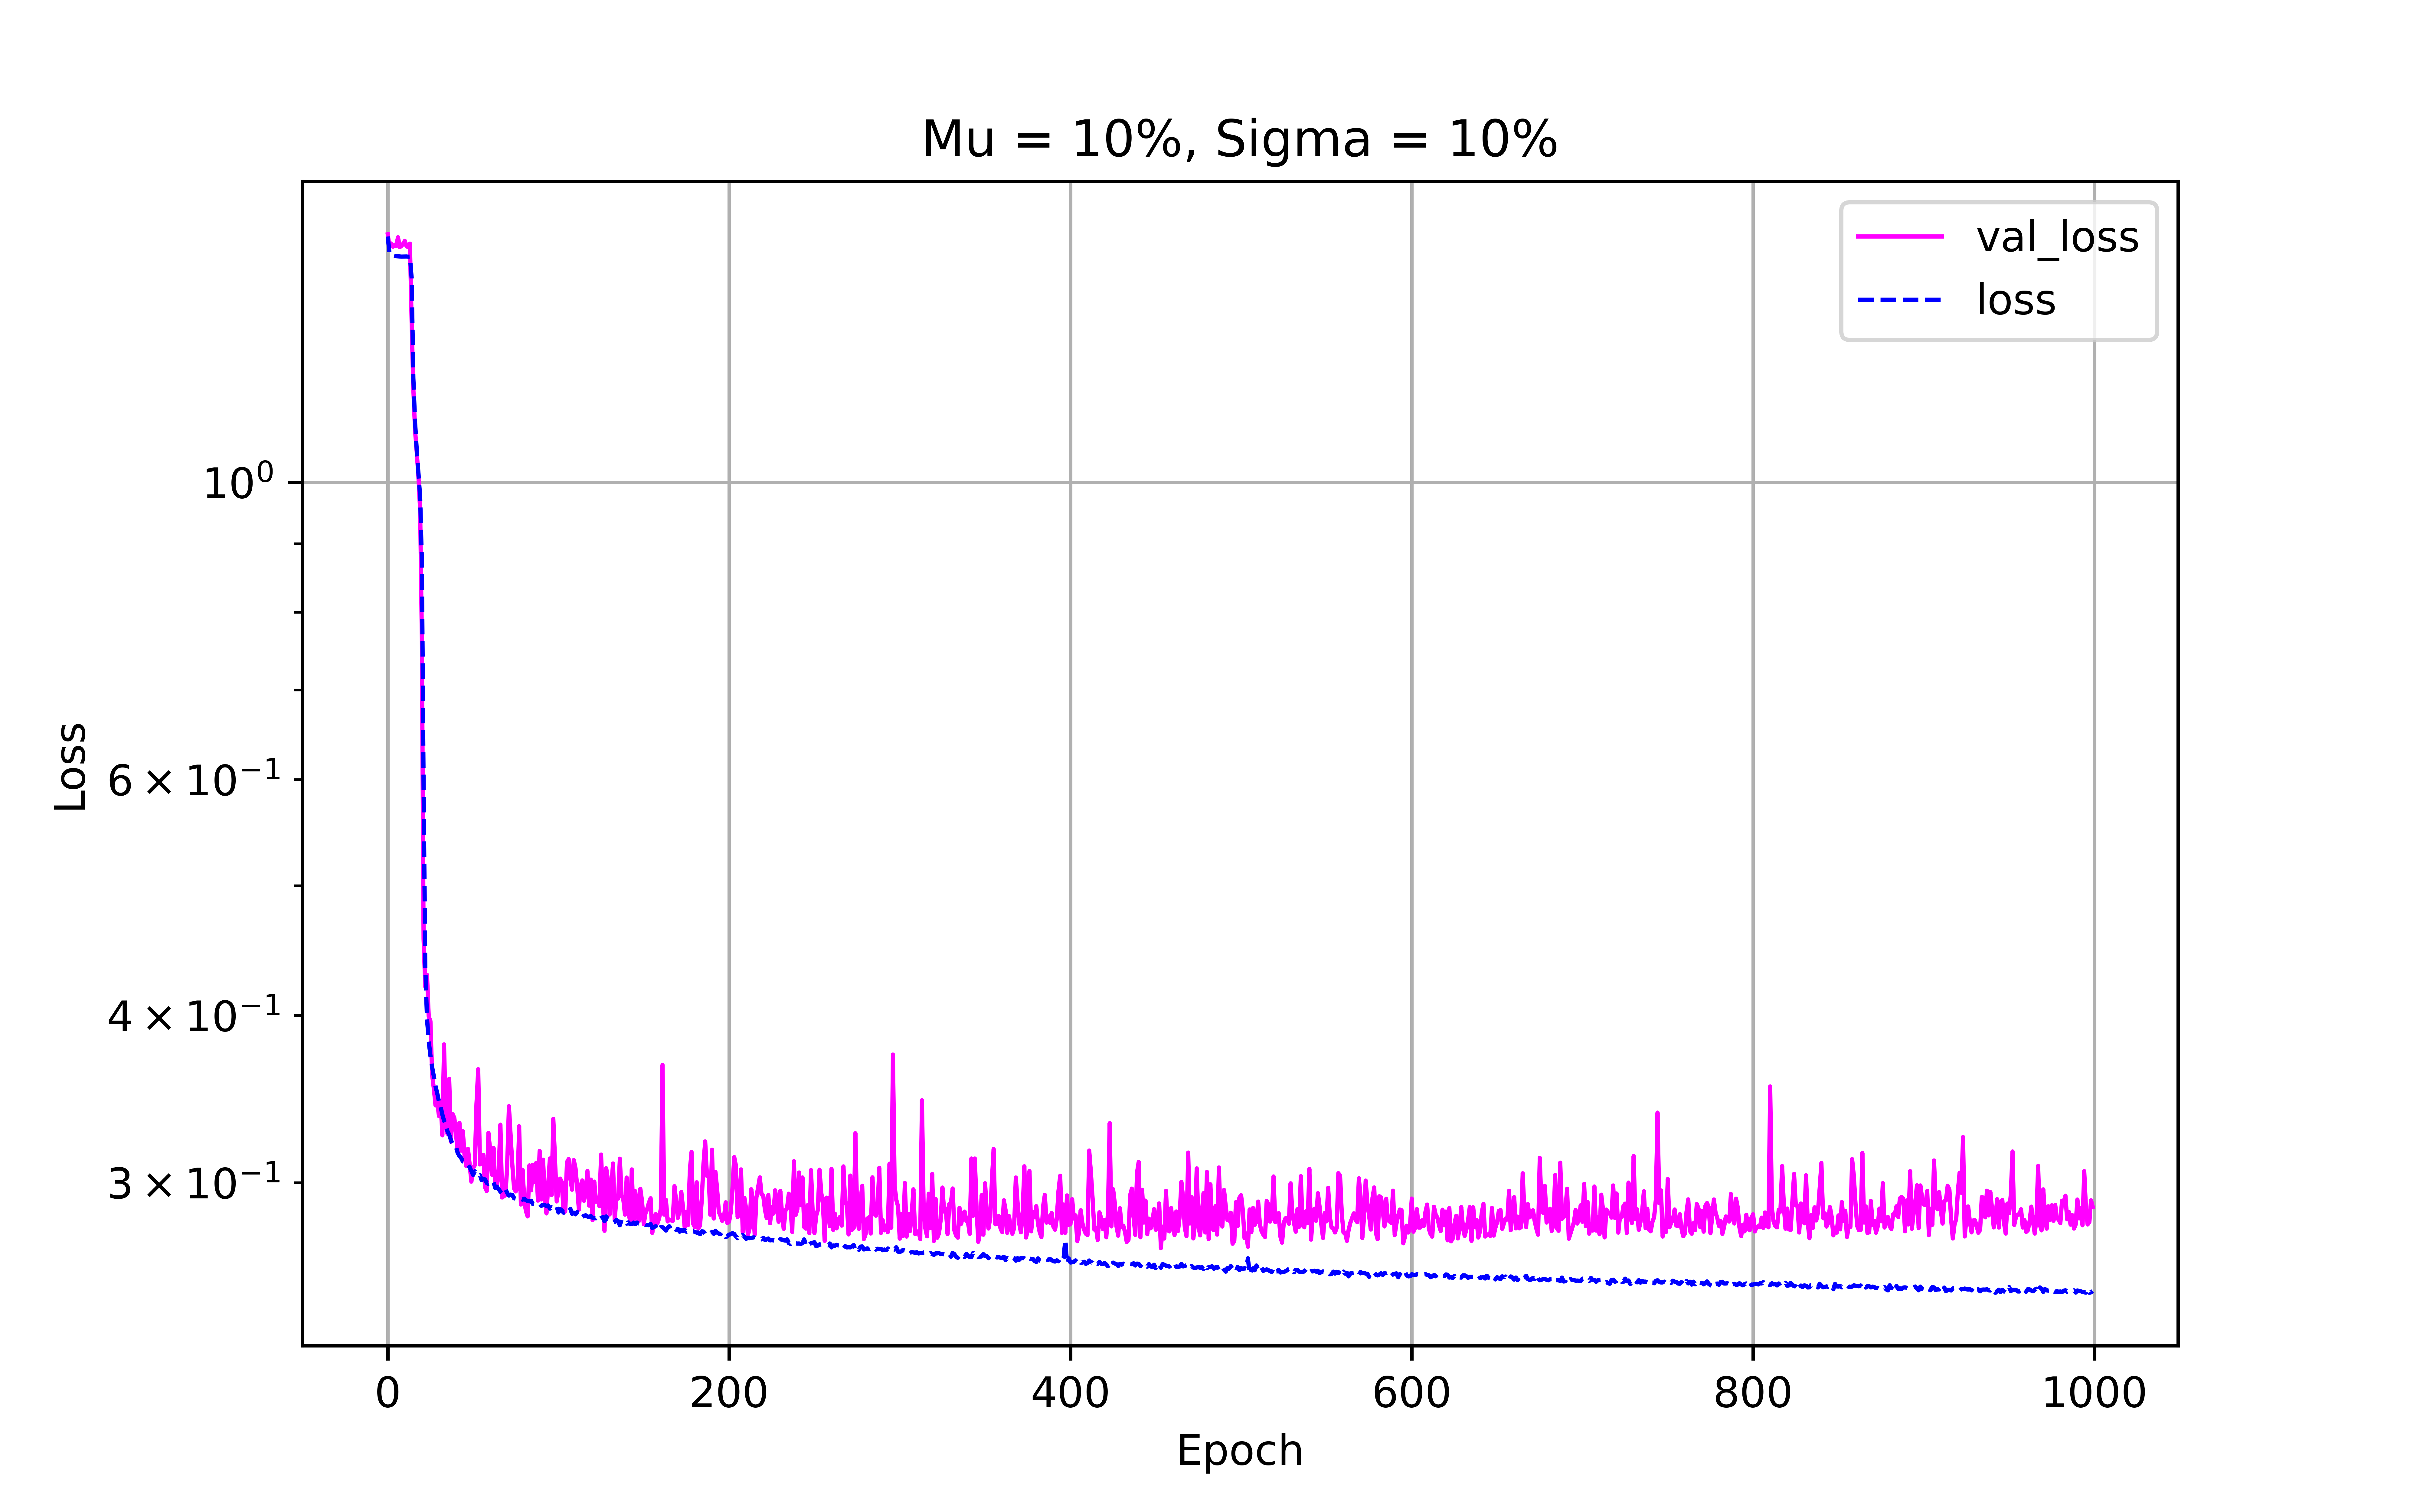 Mu = 10%, Sigma = 10%
val_loss
loss
10⁰
6 × 10⁻¹
4 × 10⁻¹
3 × 10⁻¹
Loss
0 200 400 600 800 1000
Epoch